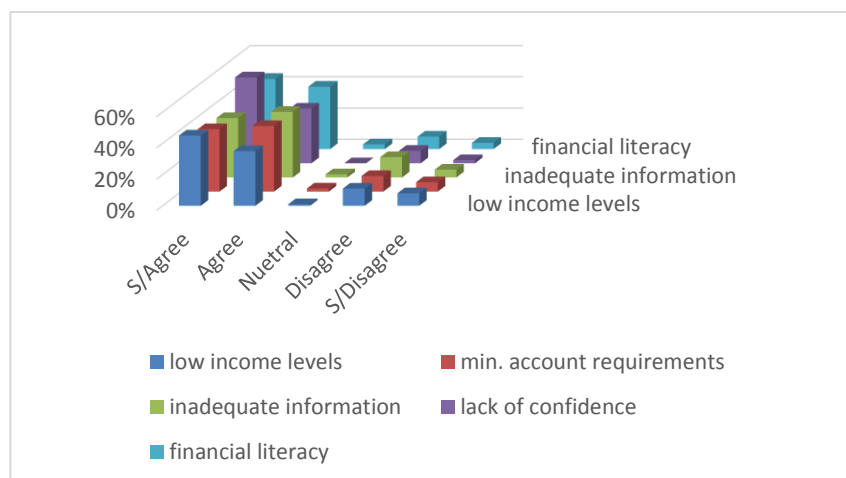 60%
40%
20%
0%
financial literacy
inadequate information
low income levels
S/Agree
Agree
Nuetral
Disagree
S/Disagree
low income levels
min. account requirements
inadequate information
lack of confidence
financial literacy